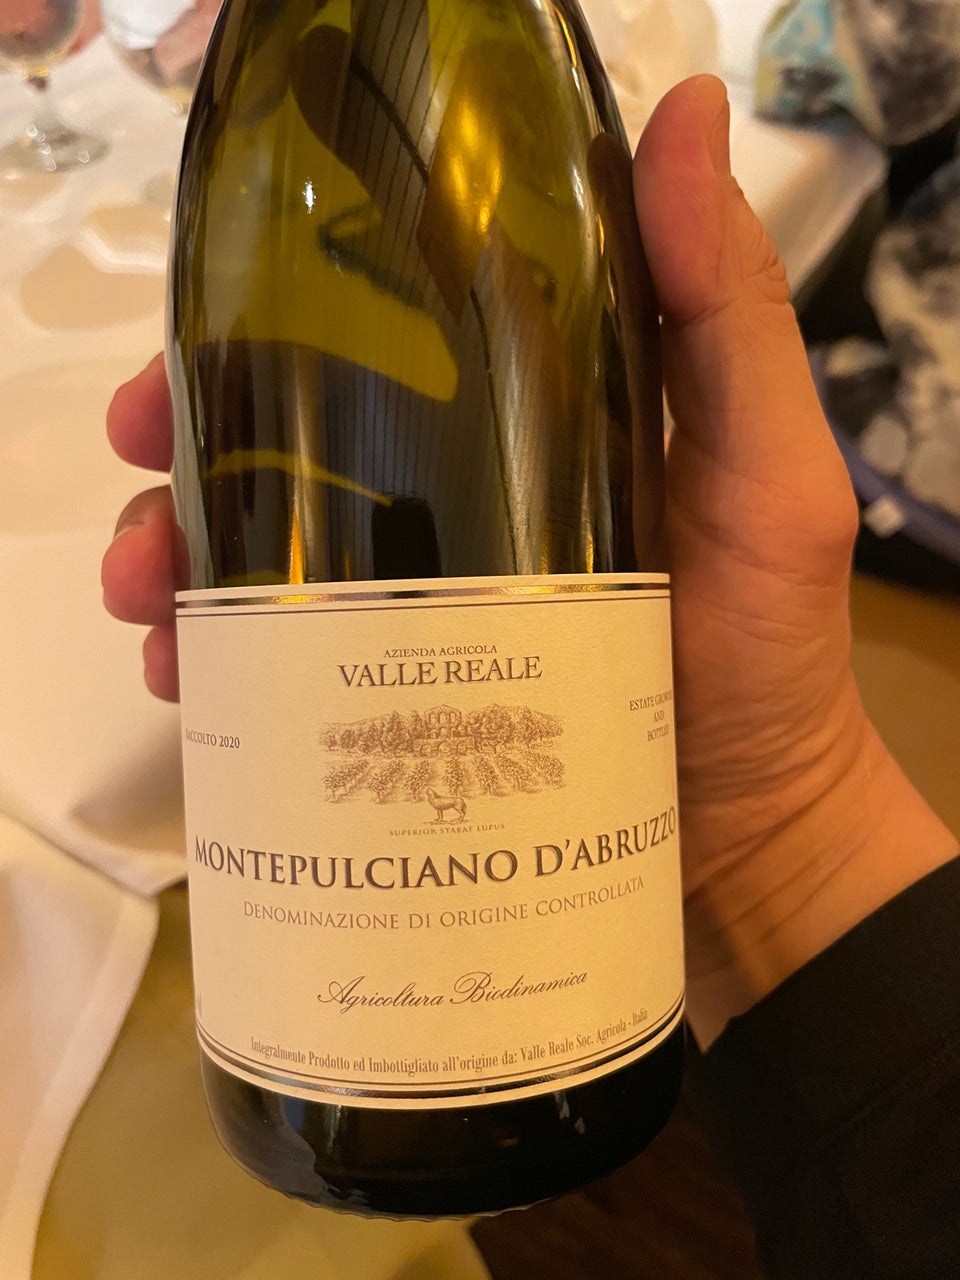 AZIENDA AGRICOLA
VALLE REALE
RACCOLTO 2020
ESTATE GROWN
AND
BOTTLED
SUPERIOR STABAT LUPUS
MONTEPULCIANO D'ABRUZZO
DENOMINAZIONE DI ORIGINE CONTROLLATA
Agricoltura Biodinamica
Integralmente Prodotto ed Imbottigliato all'origine da: Valle Reale Soc. Agricola - Italia